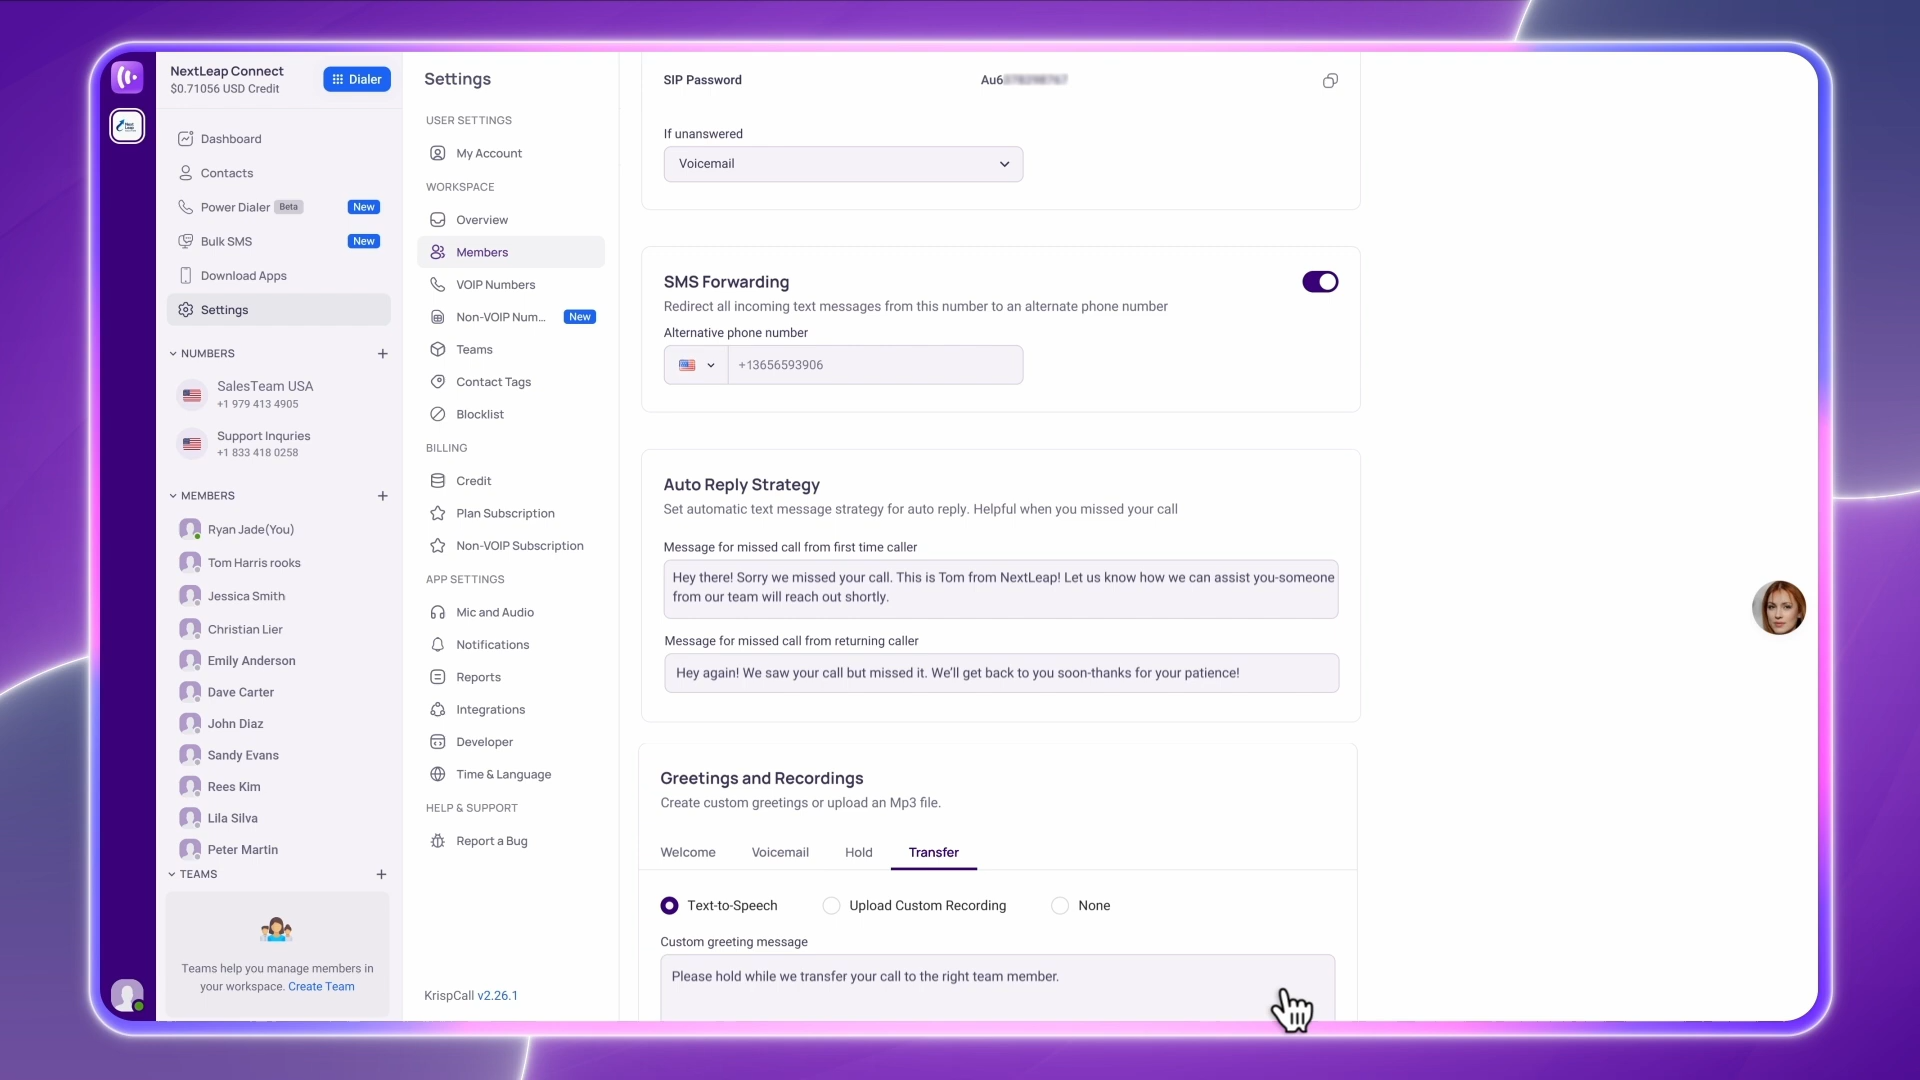 NextLeap Connect
$0.71056 USD Credit
Dialer
Dashboard
Contacts
Power Dialer Beta New
Bulk SMS New
Download Apps
Settings
NUMBERS
SalesTeam USA
+1 979 413 4905
Support Inquries
+1 833 418 0258
MEMBERS
Ryan Jade(You)
Tom Harris rooks
Jessica Smith
Christian Lier
Emily Anderson
Dave Carter
John Diaz
Sandy Evans
Rees Kim
Lila Silva
Peter Martin
TEAMS
Teams help you manage members in
your workspace. Create Team
Settings
USER SETTINGS
My Account
WORKSPACE
Overview
Members
VOIP Numbers
Non-VOIP Num... New
Teams
Contact Tags
Blocklist
BILLING
Credit
Plan Subscription
Non-VOIP Subscription
APP SETTINGS
Mic and Audio
Notifications
Reports
Integrations
Developer
Time & Language
HELP & SUPPORT
Report a Bug
KrispCall v2.26.1
SIP Password Au6
If unanswered
Voicemail
SMS Forwarding
Redirect all incoming text messages from this number to an alternate phone number
Alternative phone number
+13656593906
Auto Reply Strategy
Set automatic text message strategy for auto reply. Helpful when you missed your call
Message for missed call from first time caller
Hey there! Sorry we missed your call. This is Tom from NextLeap! Let us know how we can assist you-someone
from our team will reach out shortly.
Message for missed call from returning caller
Hey again! We saw your call but missed it. We'll get back to you soon-thanks for your patience!
Greetings and Recordings
Create custom greetings or upload an Mp3 file.
Welcome Voicemail Hold Transfer
Text-to-Speech Upload Custom Recording None
Custom greeting message
Please hold while we transfer your call to the right team member.